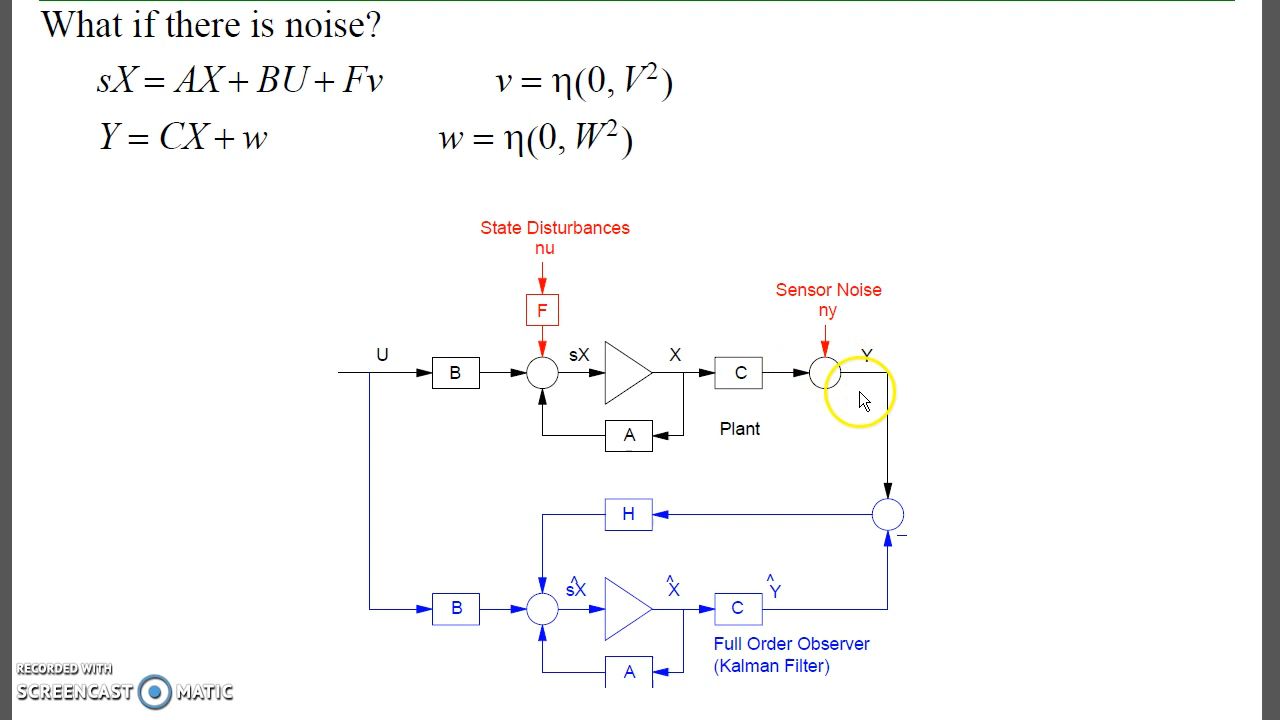 What if there is noise?
sX = AX + BU + Fv v = η(0, V²)
Y = CX + w w = η(0, W²)
State Disturbances
nu
Sensor Noise
ny
F
U
sX
X
Y
B
C
A
Plant
H
^
sX
^
X
^
Y
–
B
C
A
Full Order Observer
(Kalman Filter)
RECORDED WITH
SCREENCAST MATIC